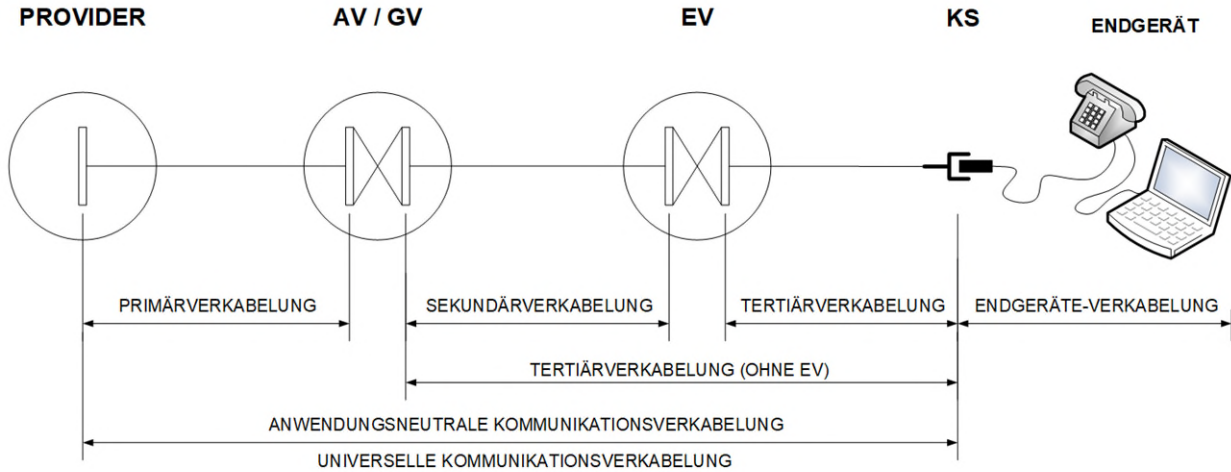 PROVIDER
AV / GV
EV
KS
ENDGERÄT
PRIMÄRVERKABELUNG
SEKUNDÄRVERKABELUNG
TERTIÄRVERKABELUNG
ENDGERÄTE-VERKABELUNG
TERTIÄRVERKABELUNG (OHNE EV)
ANWENDUNGSNEUTRALE KOMMUNIKATIONSVERKABELUNG
UNIVERSELLE KOMMUNIKATIONSVERKABELUNG